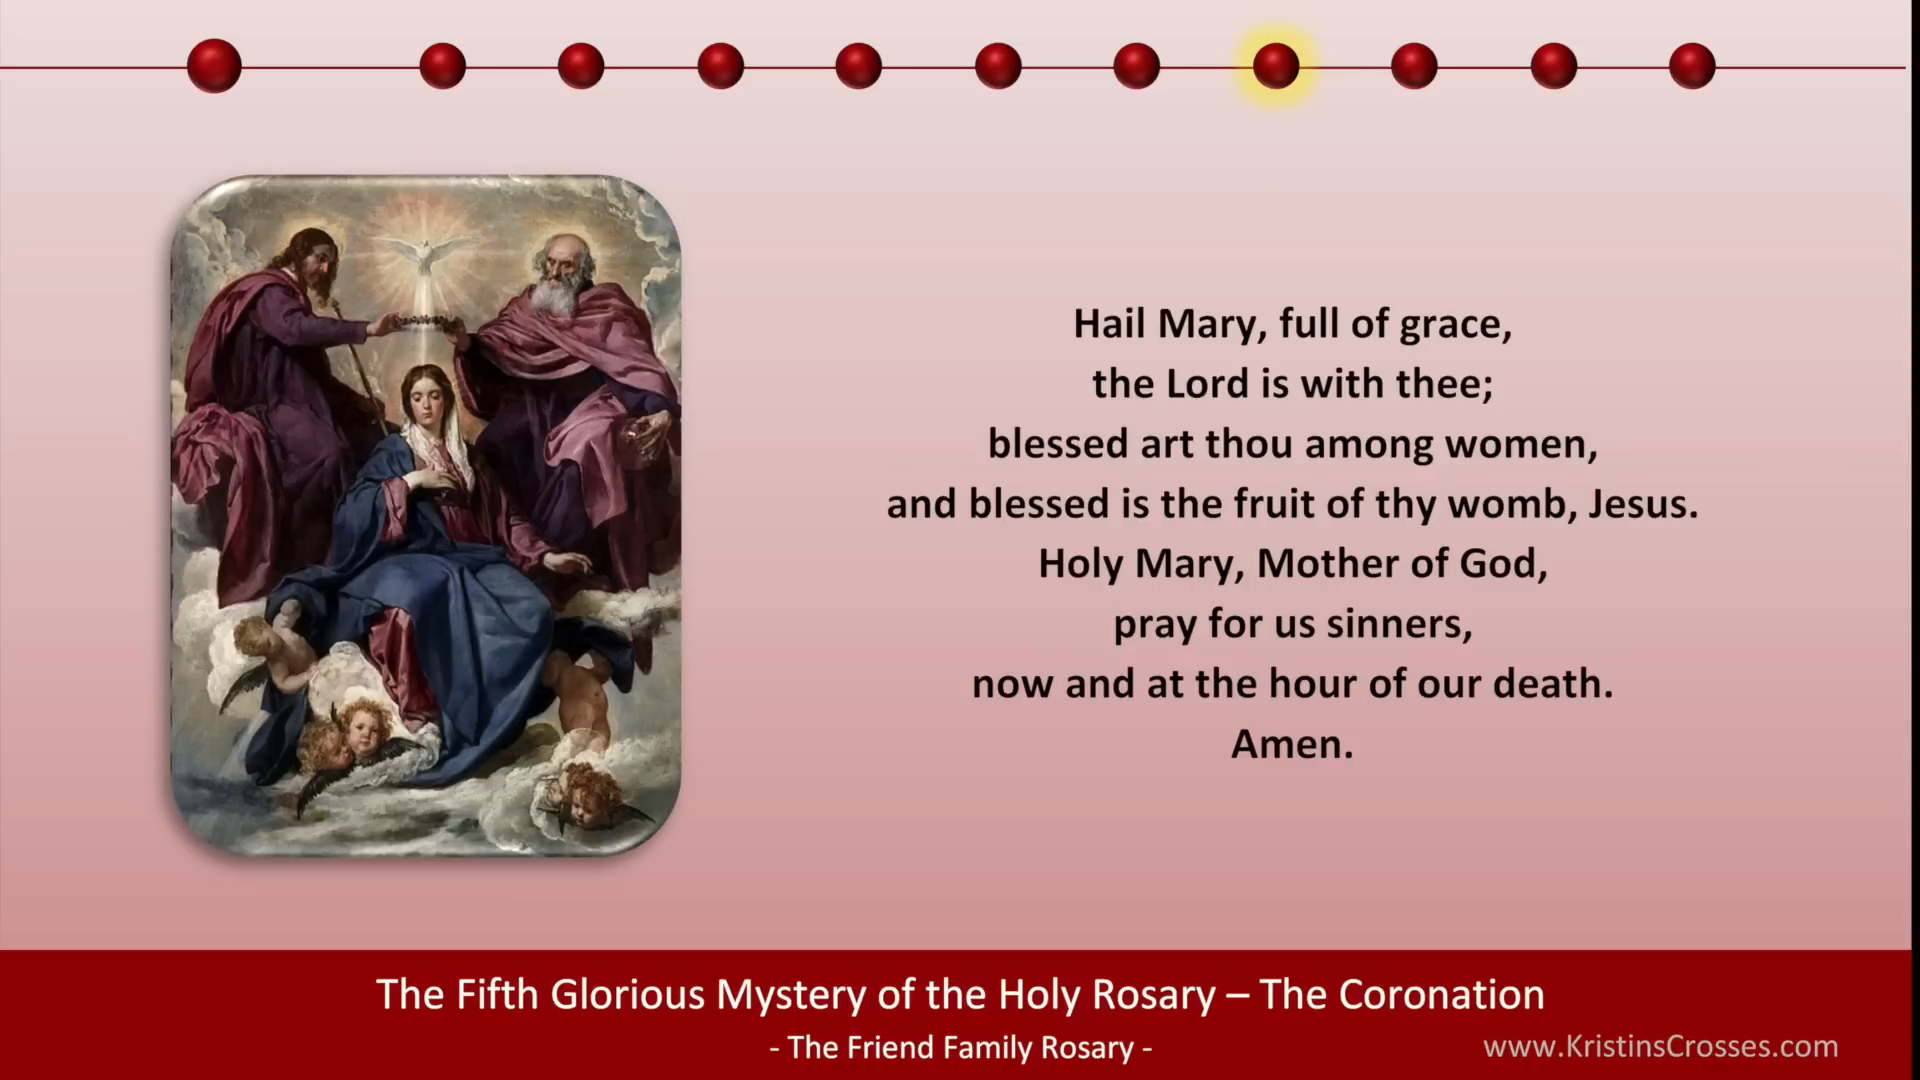 Hail Mary, full of grace,
the Lord is with thee;
blessed art thou among women,
and blessed is the fruit of thy womb, Jesus.
Holy Mary, Mother of God,
pray for us sinners,
now and at the hour of our death.
Amen.
The Fifth Glorious Mystery of the Holy Rosary – The Coronation
- The Friend Family Rosary -
www.KristinsCrosses.com